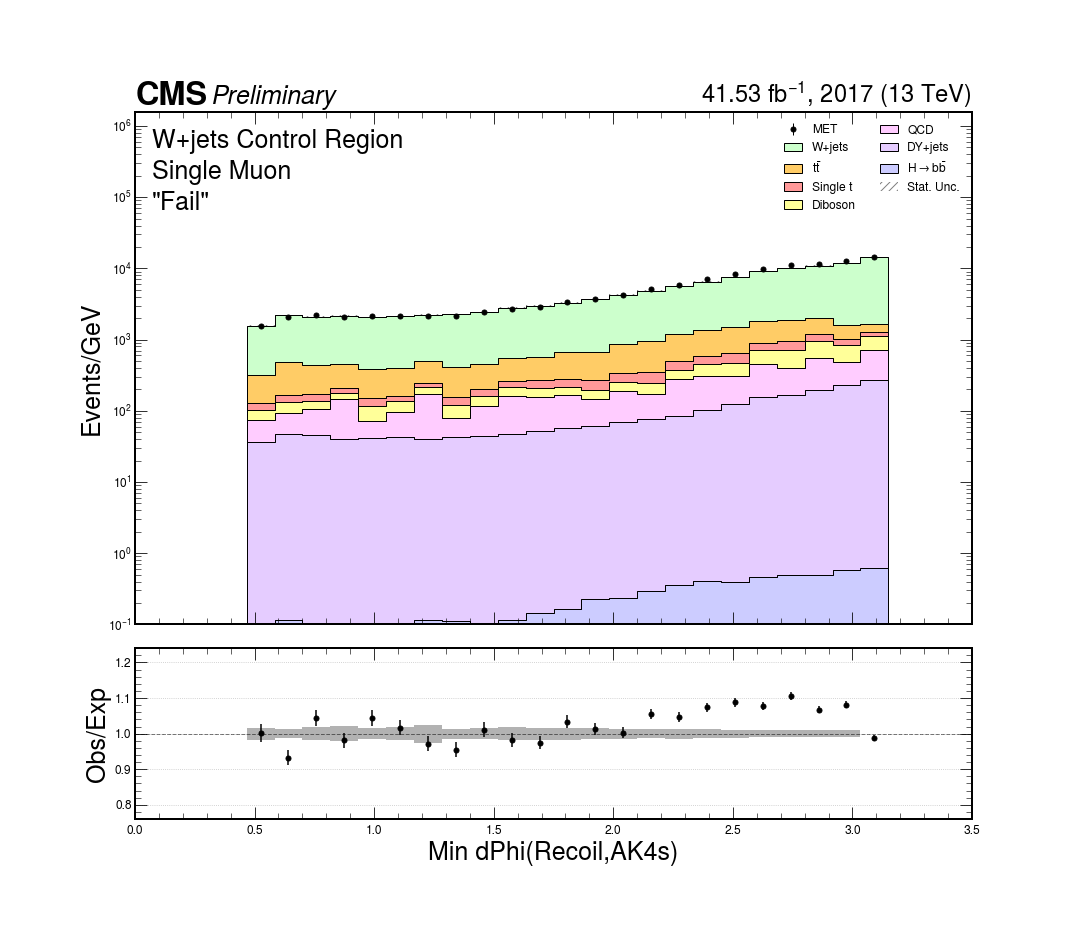 CMS Preliminary 41.53 fb⁻¹, 2017 (13 TeV)
W+jets Control Region
Single Muon
"Fail"
MET QCD
W+jets DY+jets
tt̄ H→bb̄
Single t Stat. Unc.
Diboson
Events/GeV
10⁶
10⁵
10⁴
10³
10²
10¹
10⁰
10⁻¹
Obs/Exp
1.2
1.1
1.0
0.9
0.8
0.0 0.5 1.0 1.5 2.0 2.5 3.0 3.5
Min dPhi(Recoil,AK4s)